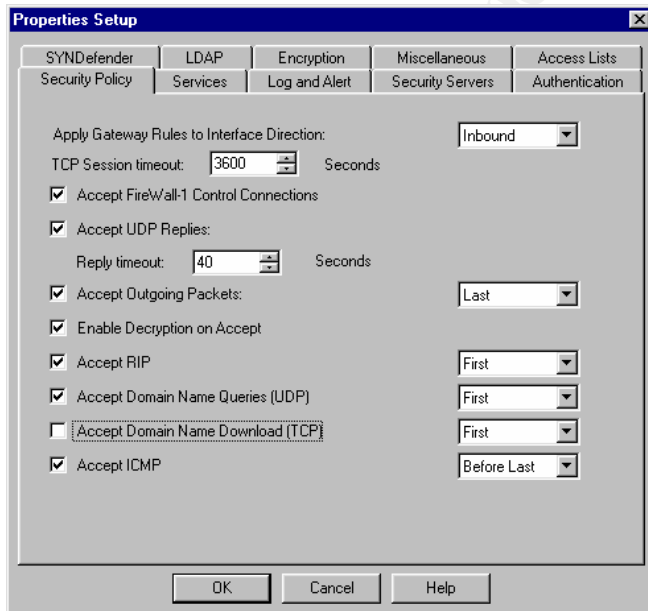 Properties Setup
SYNDefender LDAP Encryption Miscellaneous Access Lists
Security Policy Services Log and Alert Security Servers Authentication
Apply Gateway Rules to Interface Direction: Inbound
TCP Session timeout: 3600 Seconds
Accept FireWall-1 Control Connections
Accept UDP Replies:
Reply timeout: 40 Seconds
Accept Outgoing Packets: Last
Enable Decryption on Accept
Accept RIP First
Accept Domain Name Queries (UDP) First
Accept Domain Name Download (TCP) First
Accept ICMP Before Last
OK Cancel Help